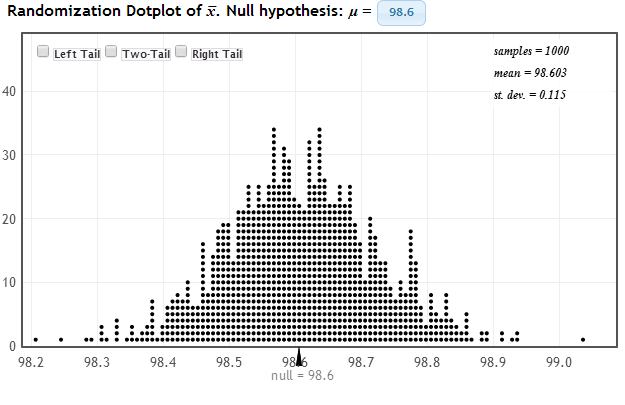 Randomization Dotplot of x̄. Null hypothesis: μ = 98.6
Left Tail Two-Tail Right Tail
samples = 1000
mean = 98.603
st. dev. = 0.115
40
30
20
10
0
98.2 98.3 98.4 98.5 98.6 98.7 98.8 98.9 99.0
null = 98.6